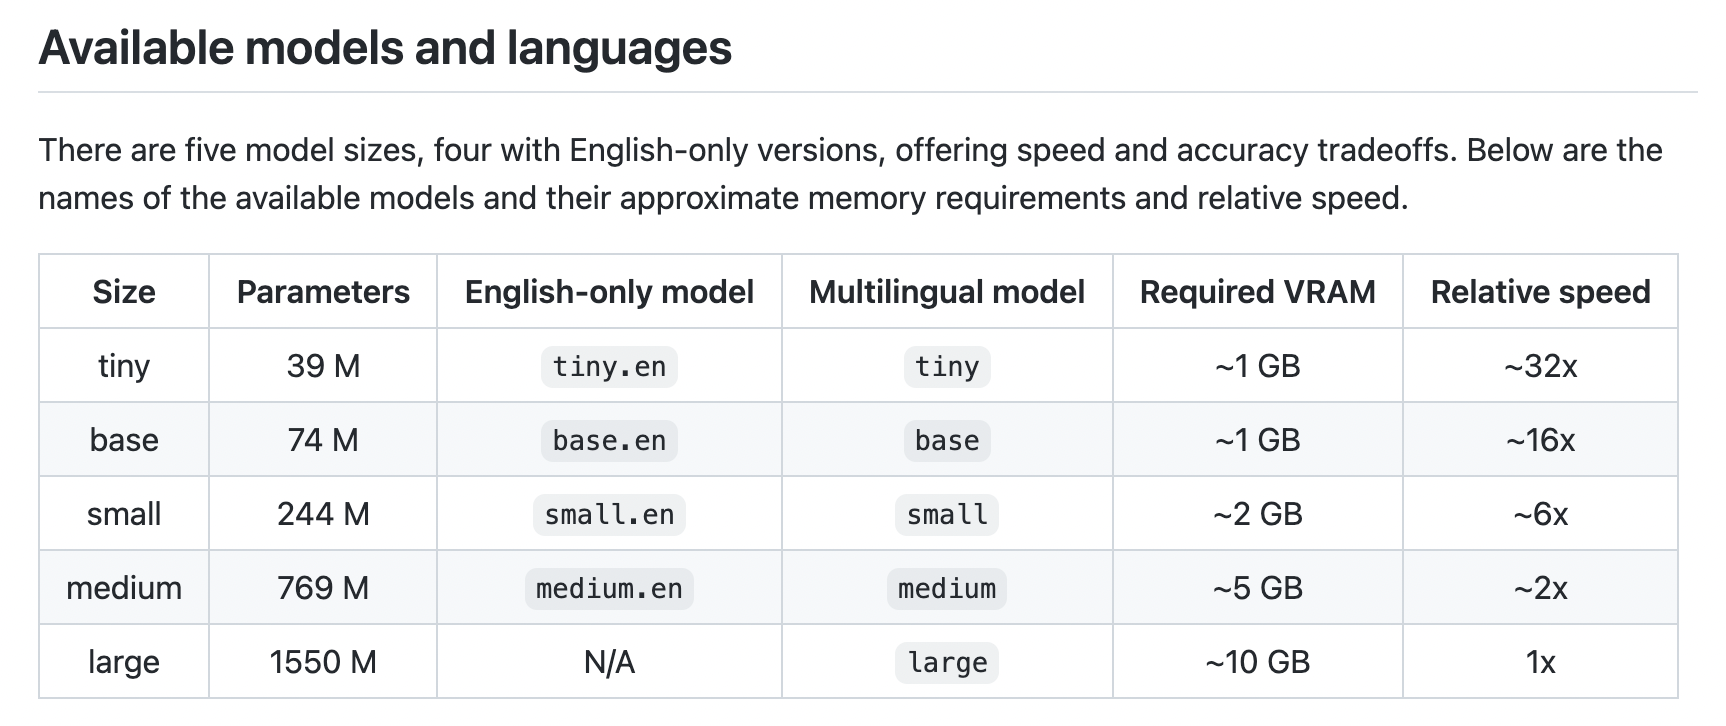 Available models and languages
There are five model sizes, four with English-only versions, offering speed and accuracy tradeoffs. Below are the
names of the available models and their approximate memory requirements and relative speed.
Size Parameters English-only model Multilingual model Required VRAM Relative speed
tiny 39 M tiny.en tiny ~1 GB ~32x
base 74 M base.en base ~1 GB ~16x
small 244 M small.en small ~2 GB ~6x
medium 769 M medium.en medium ~5 GB ~2x
large 1550 M N/A large ~10 GB 1x